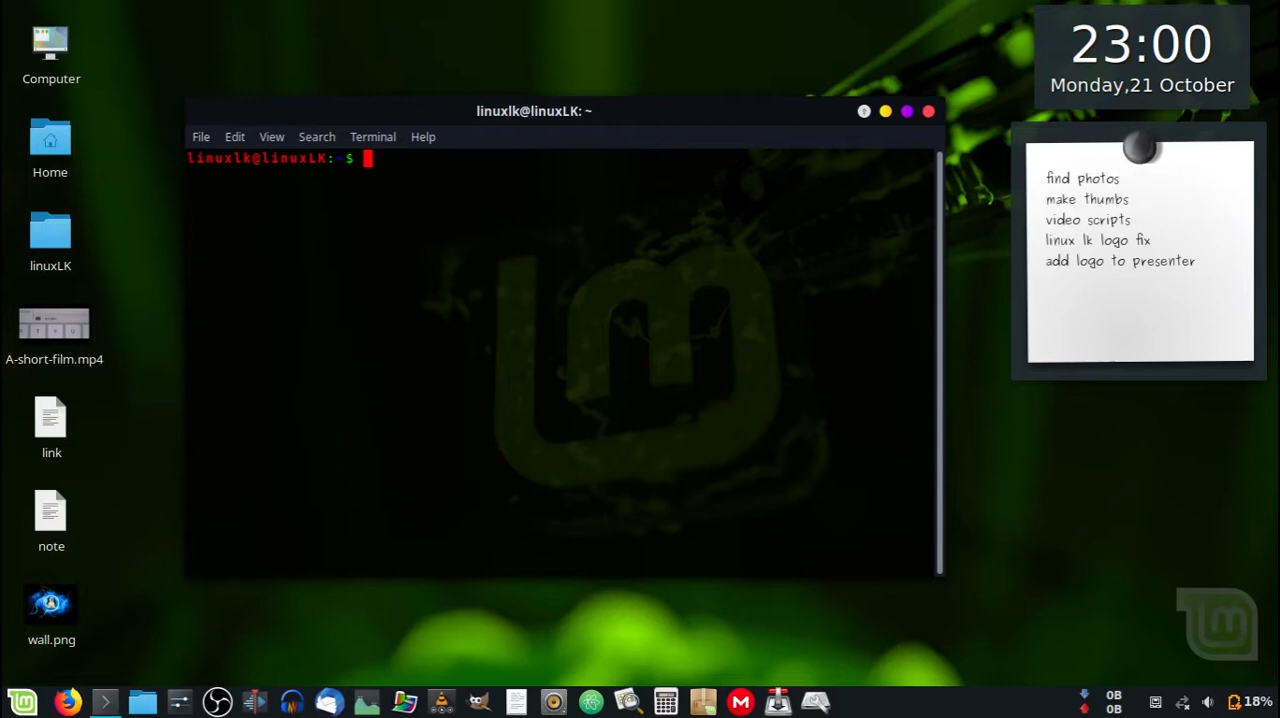 Computer
Home
linuxLK
A-short-film.mp4
link
note
wall.png
linuxlk@linuxLK: ~
File Edit View Search Terminal Help
linuxlk@linuxLK:~$
23:00
Monday,21 October
find photos
make thumbs
video scripts
linux lk logo fix
add logo to presenter
0B
0B
18%